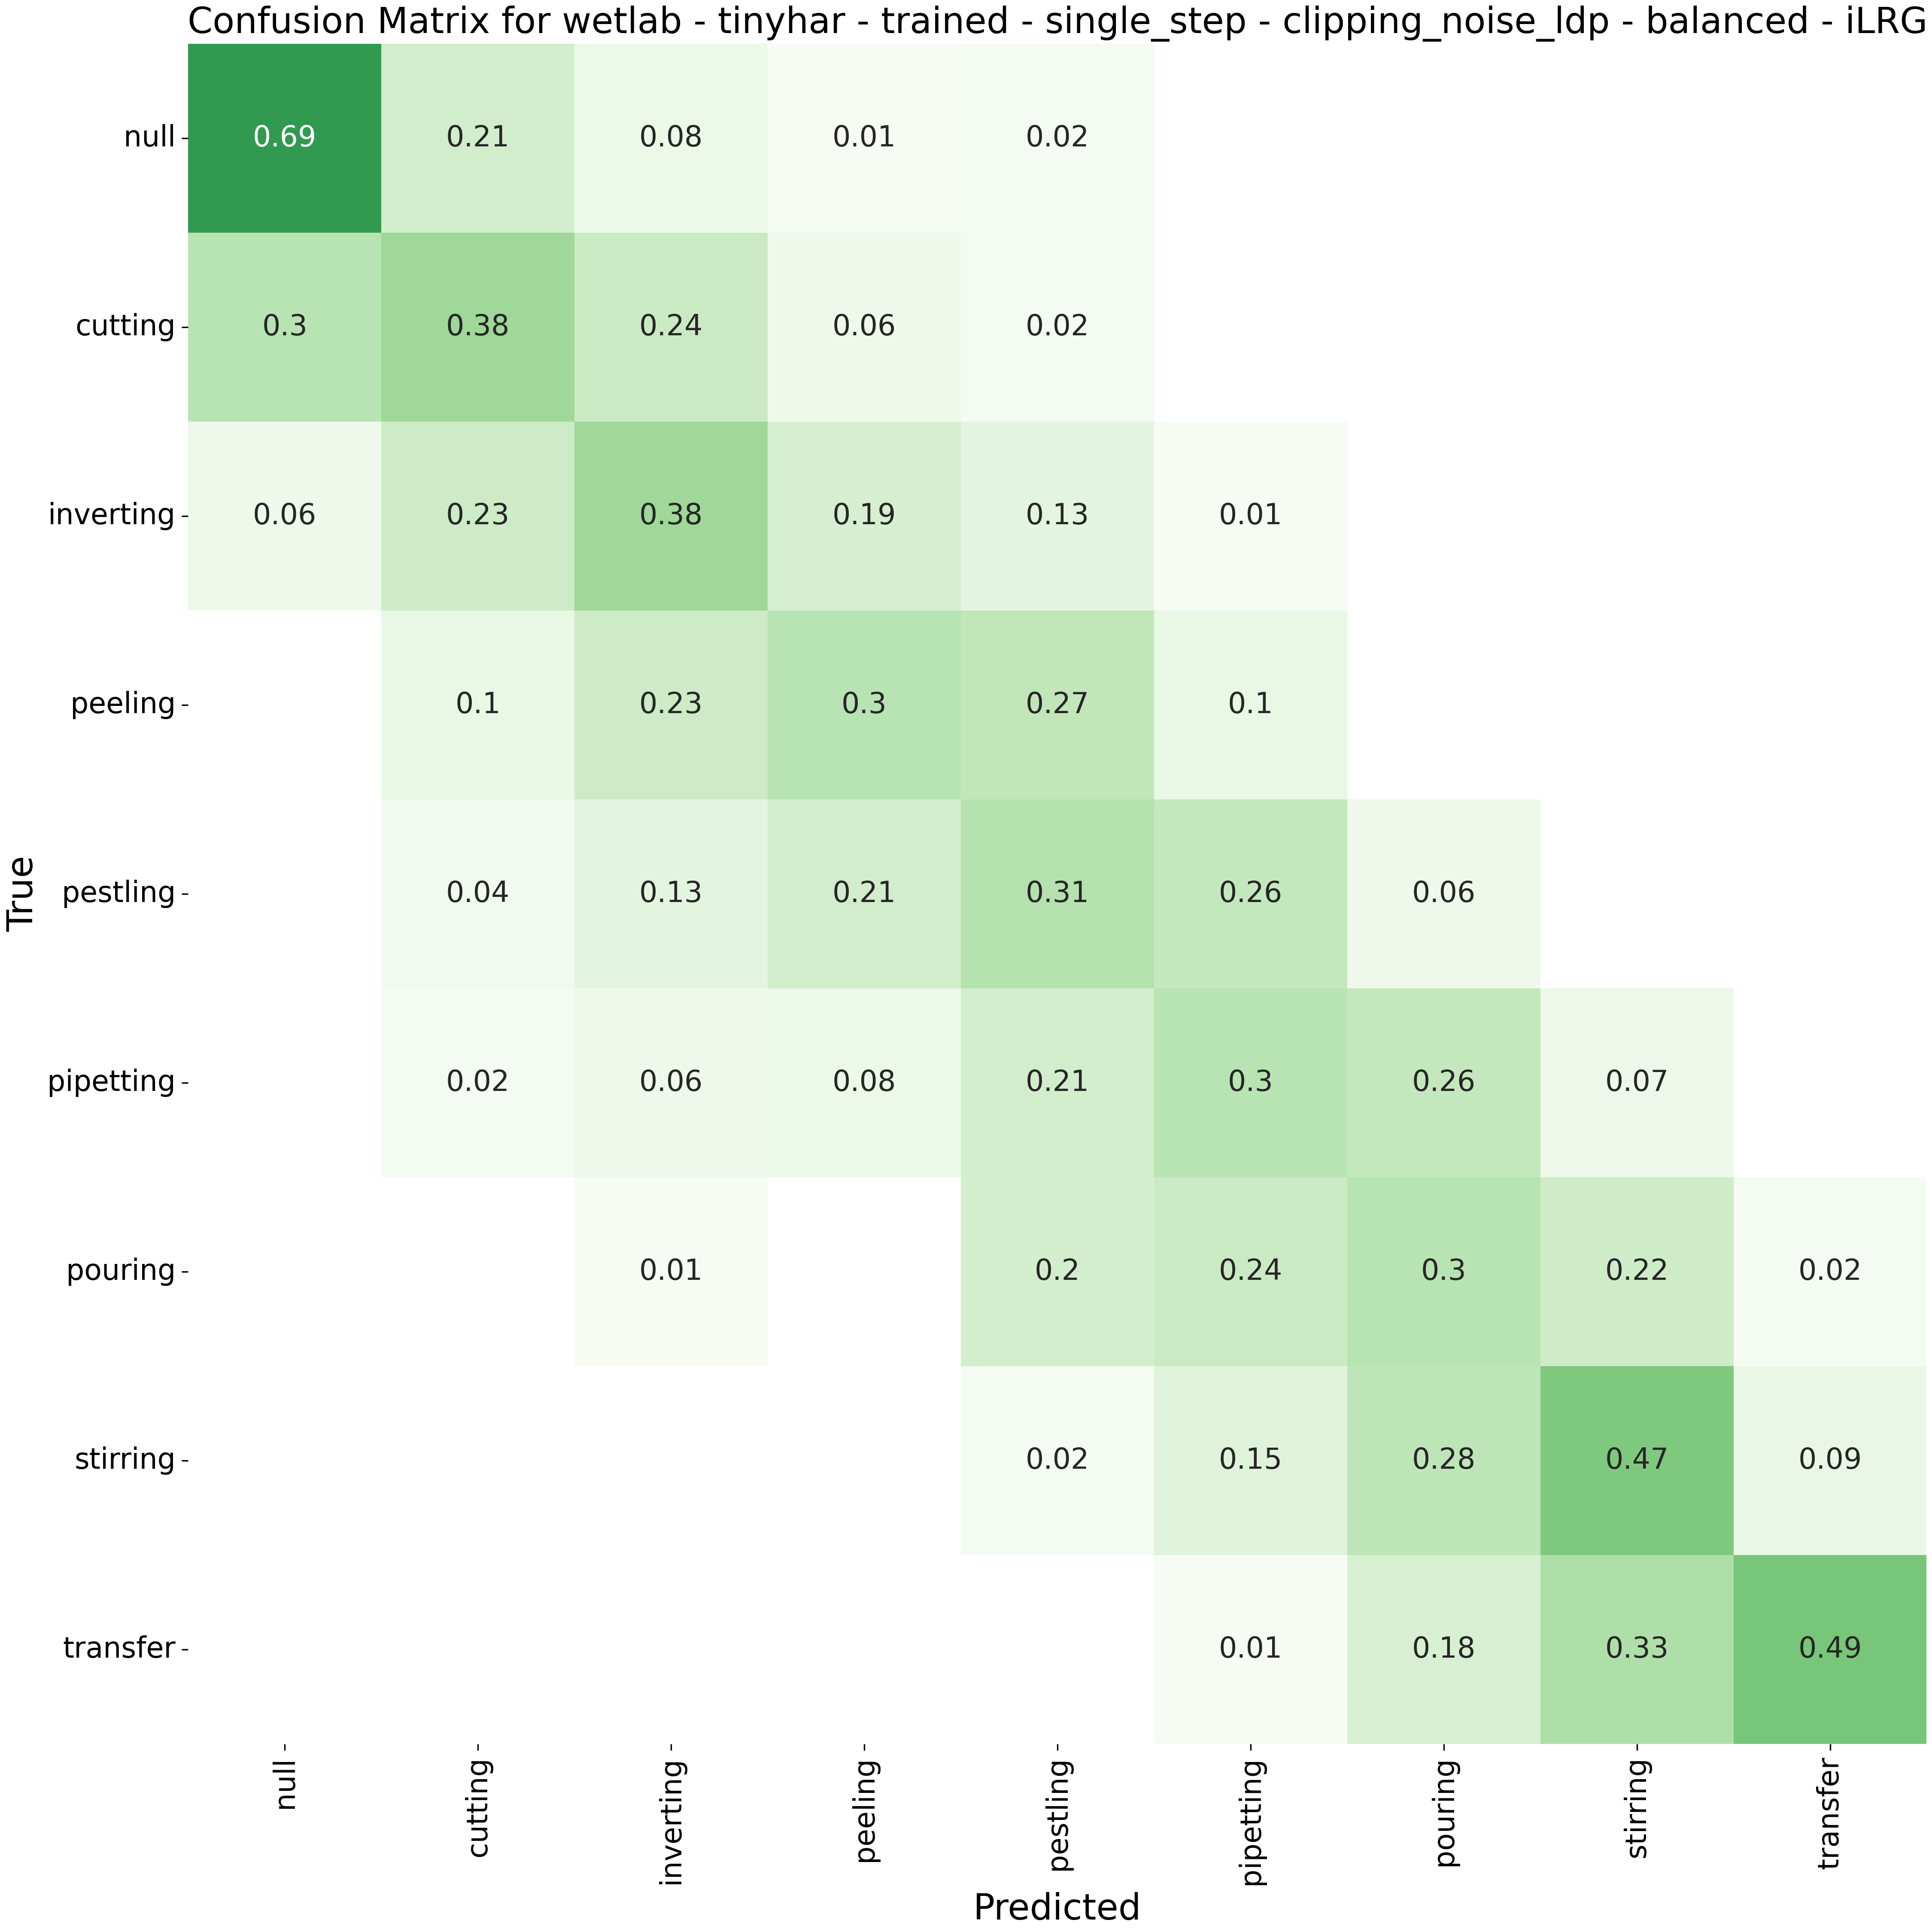 Confusion Matrix for wetlab - tinyhar - trained - single_step - clipping_noise_ldp - balanced - iLRG
null 0.69 0.21 0.08 0.01 0.02
cutting 0.3 0.38 0.24 0.06 0.02
inverting 0.06 0.23 0.38 0.19 0.13 0.01
peeling 0.1 0.23 0.3 0.27 0.1
pestling 0.04 0.13 0.21 0.31 0.26 0.06
pipetting 0.02 0.06 0.08 0.21 0.3 0.26 0.07
pouring 0.01 0.2 0.24 0.3 0.22 0.02
stirring 0.02 0.15 0.28 0.47 0.09
transfer 0.01 0.18 0.33 0.49
True
null cutting inverting peeling pestling pipetting pouring stirring transfer
Predicted